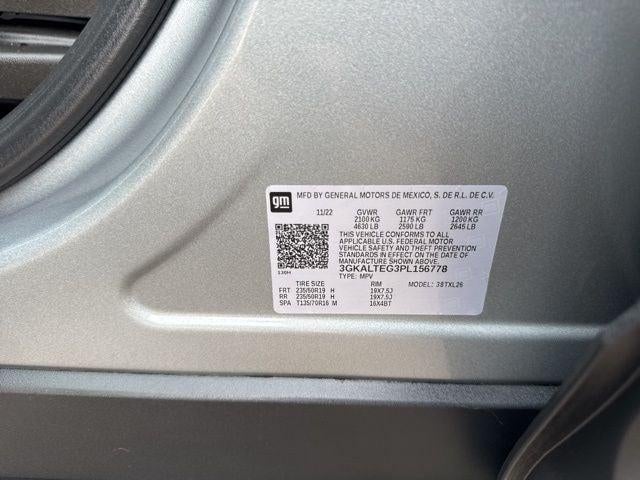 gm MFD BY GENERAL MOTORS DE MEXICO, S. DE R.L. DE C.V.
11/22 GVWR GAWR FRT GAWR RR
2100 KG 1175 KG 1200 KG
4630 LB 2590 LB 2645 LB
THIS VEHICLE CONFORMS TO ALL
APPLICABLE U.S. FEDERAL MOTOR
VEHICLE SAFETY AND THEFT PREVENTION
STANDARDS IN EFFECT ON THE DATE OF
MANUFACTURE SHOWN ABOVE.
3GKALTEG3PL156778
TYPE: MPV
TIRE SIZE RIM MODEL: 3STXL26
FRT 235/50R19 H 19X7.5J
RR 235/50R19 H 19X7.5J
SPA T135/70R16 M 16X4BT